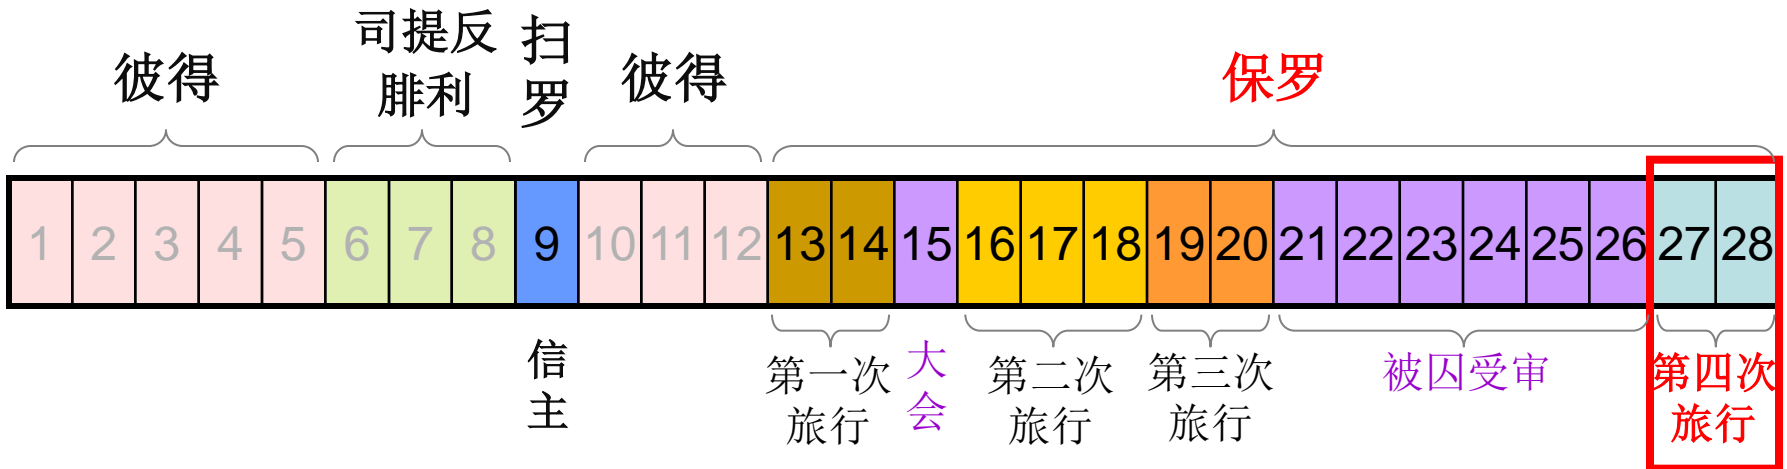 彼得
司提反
腓利
扫
罗
彼得
保罗
1 2 3 4 5 6 7 8 9 10 11 12 13 14 15 16 17 18 19 20 21 22 23 24 25 26 27 28
信
主
第一次
旅行
大
会
第二次
旅行
第三次
旅行
被囚受审
第四次
旅行